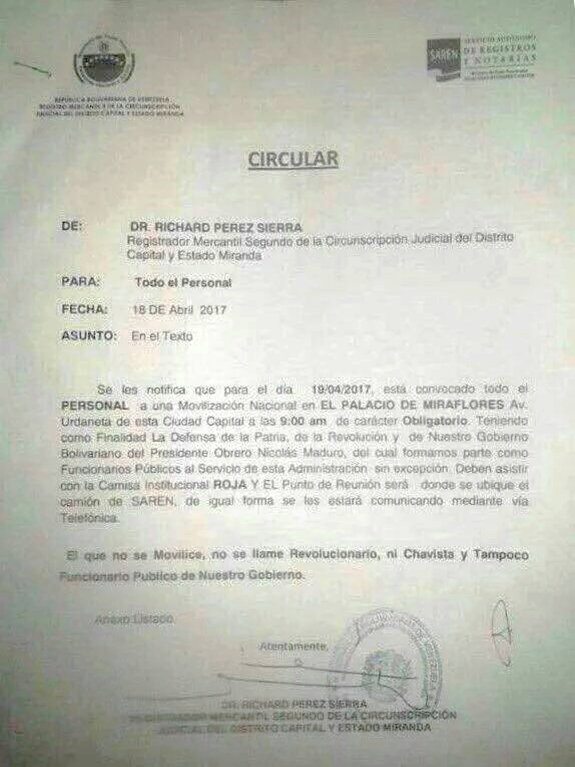 REPÚBLICA BOLIVARIANA DE VENEZUELA
REGISTRO MERCANTIL II DE LA CIRCUNSCRIPCIÓN
JUDICIAL DEL DISTRITO CAPITAL Y ESTADO MIRANDA
SAREN
SERVICIO AUTÓNOMO
DE REGISTROS
Y NOTARÍAS
CIRCULAR
DE: DR. RICHARD PEREZ SIERRA
Registrador Mercantil Segundo de la Circunscripción Judicial del Distrito
Capital y Estado Miranda
PARA: Todo el Personal
FECHA: 18 DE Abril 2017
ASUNTO: En el Texto
Se les notifica que para el día 19/04/2017, está convocado todo el
PERSONAL a una Movilización Nacional en EL PALACIO DE MIRAFLORES Av.
Urdaneta de esta Ciudad Capital a las 9:00 am de carácter Obligatorio. Teniendo
como Finalidad La Defensa de la Patria, de la Revolución y de Nuestro Gobierno
Bolivariano del Presidente Obrero Nicolás Maduro, del cual formamos parte como
Funcionarios Públicos al Servicio de esta Administración sin excepción. Deben asistir
con la Camisa Institucional ROJA Y EL Punto de Reunión será donde se ubique el
camión de SAREN, de igual forma se les estará comunicando mediante vía
Telefónica.
El que no se Movilice, no se llame Revolucionario, ni Chavista y Tampoco
Funcionario Publico de Nuestro Gobierno.
Anexo Listado
Atentamente,
DR. RICHARD PEREZ SIERRA
REGISTRADOR MERCANTIL SEGUNDO DE LA CIRCUNSCRIPCIÓN
JUDICIAL DEL DISTRITO CAPITAL Y ESTADO MIRANDA